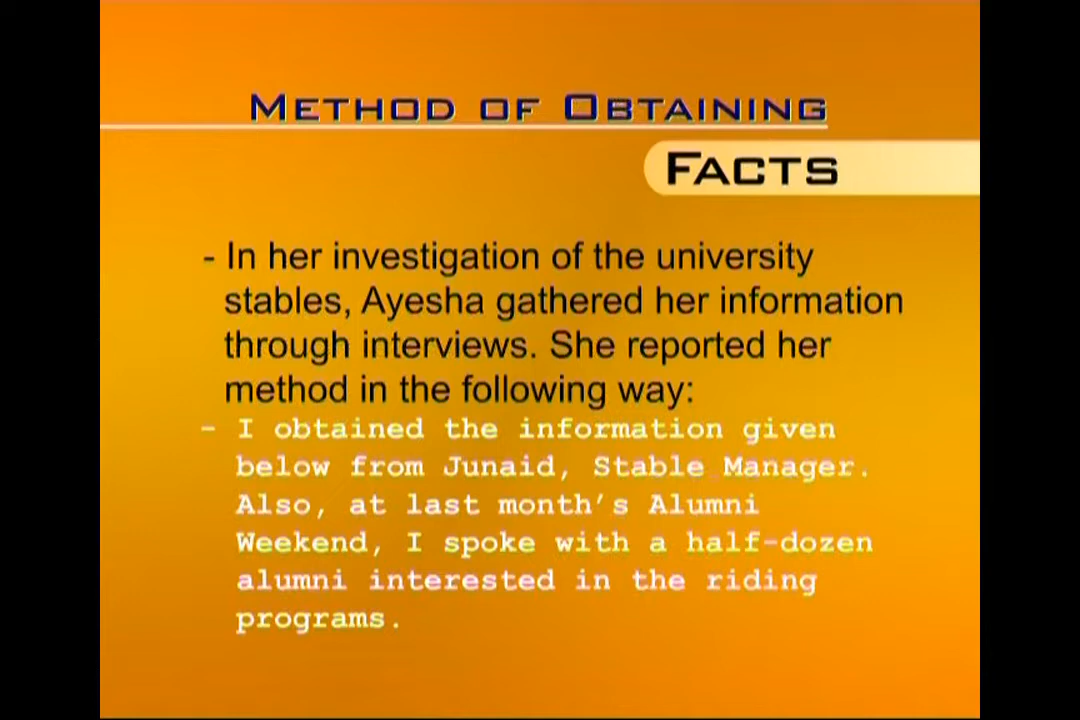 METHOD OF OBTAINING
FACTS
- In her investigation of the university
stables, Ayesha gathered her information
through interviews. She reported her
method in the following way:
- I obtained the information given
below from Junaid, Stable Manager.
Also, at last month's Alumni
Weekend, I spoke with a half-dozen
alumni interested in the riding
programs.